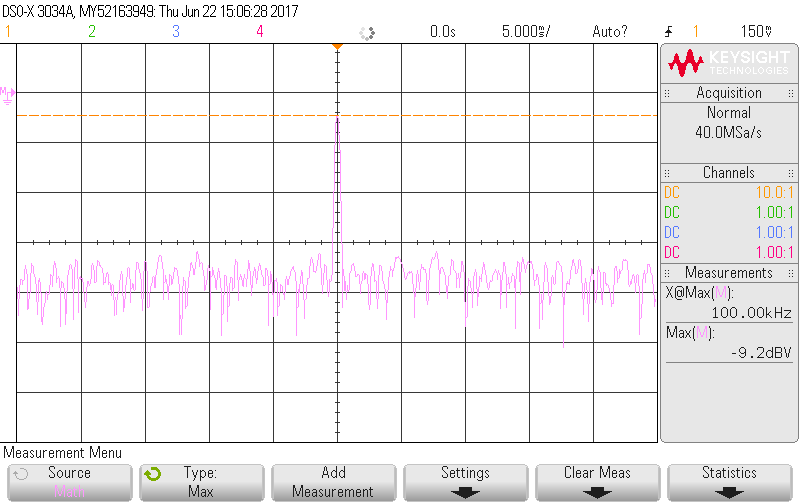 DSO-X 3034A, MY52163949: Thu Jun 22 15:06:28 2017
1 2 3 4 0.0s 5.000ms/ Auto? 1 150mV
M
KEYSIGHT
TECHNOLOGIES
Acquisition
Normal
40.0MSa/s
Channels
DC 10.0:1
DC 1.00:1
DC 1.00:1
DC 1.00:1
Measurements
X@Max(M):
100.00kHz
Max(M):
-9.2dBV
Measurement Menu
Source
Math
Type:
Max
Add
Measurement
Settings
Clear Meas
Statistics